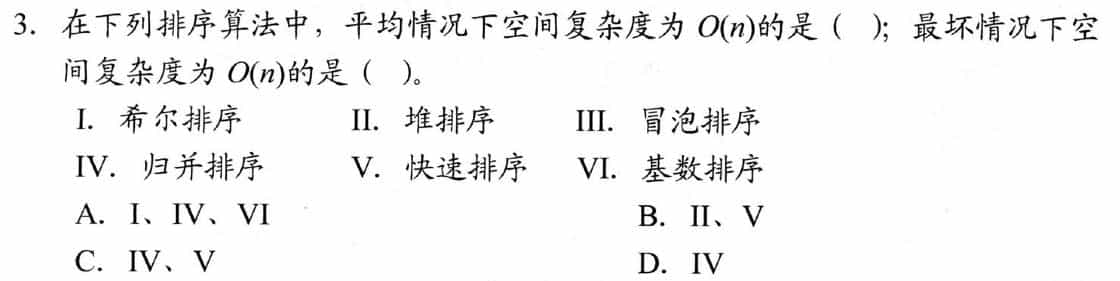 3. 在下列排序算法中，平均情况下空间复杂度为 O(n)的是（ ）；最坏情况下空
间复杂度为 O(n)的是（ ）。
I. 希尔排序 II. 堆排序 III. 冒泡排序
IV. 归并排序 V. 快速排序 VI. 基数排序
A. I、IV、VI B. II、V
C. IV、V D. IV